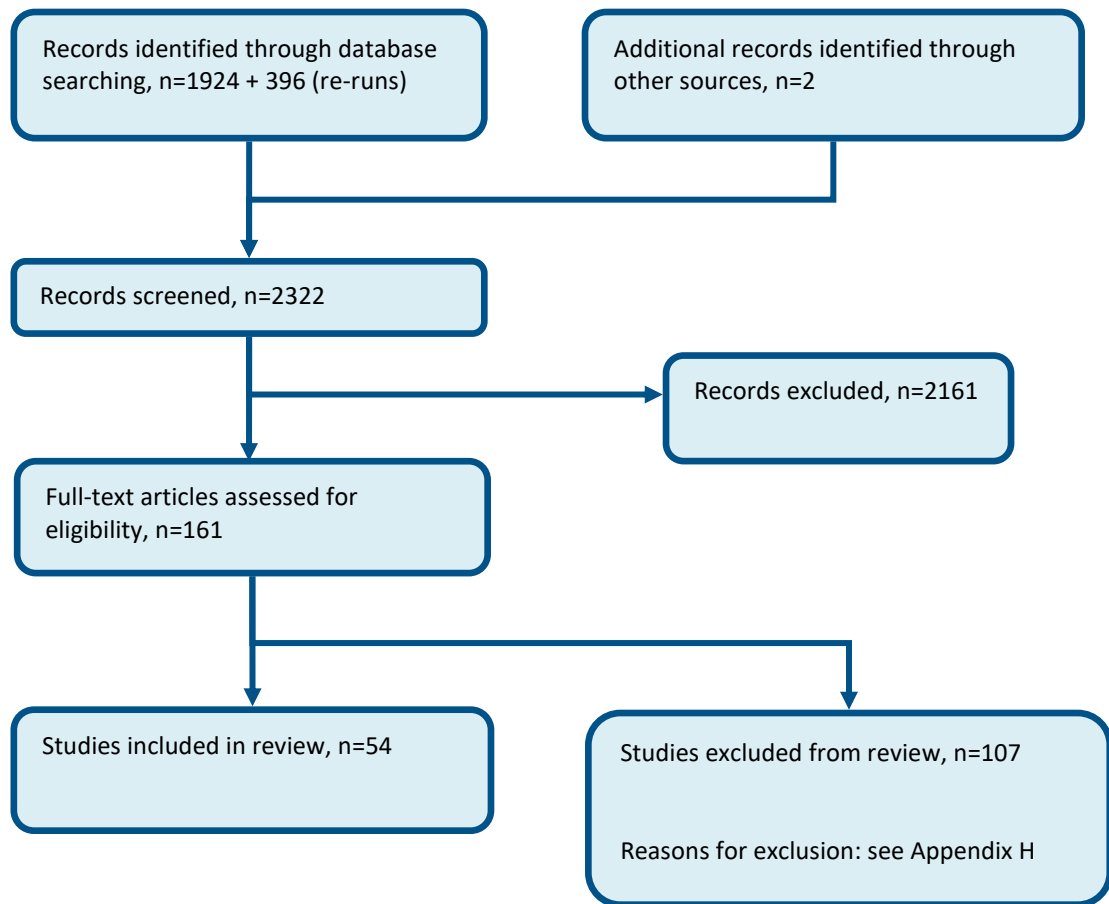 Records identified through database
searching, n=1924 + 396 (re-runs)
Additional records identified through
other sources, n=2
Records screened, n=2322
Records excluded, n=2161
Full-text articles assessed for
eligibility, n=161
Studies included in review, n=54
Studies excluded from review, n=107
Reasons for exclusion: see Appendix H